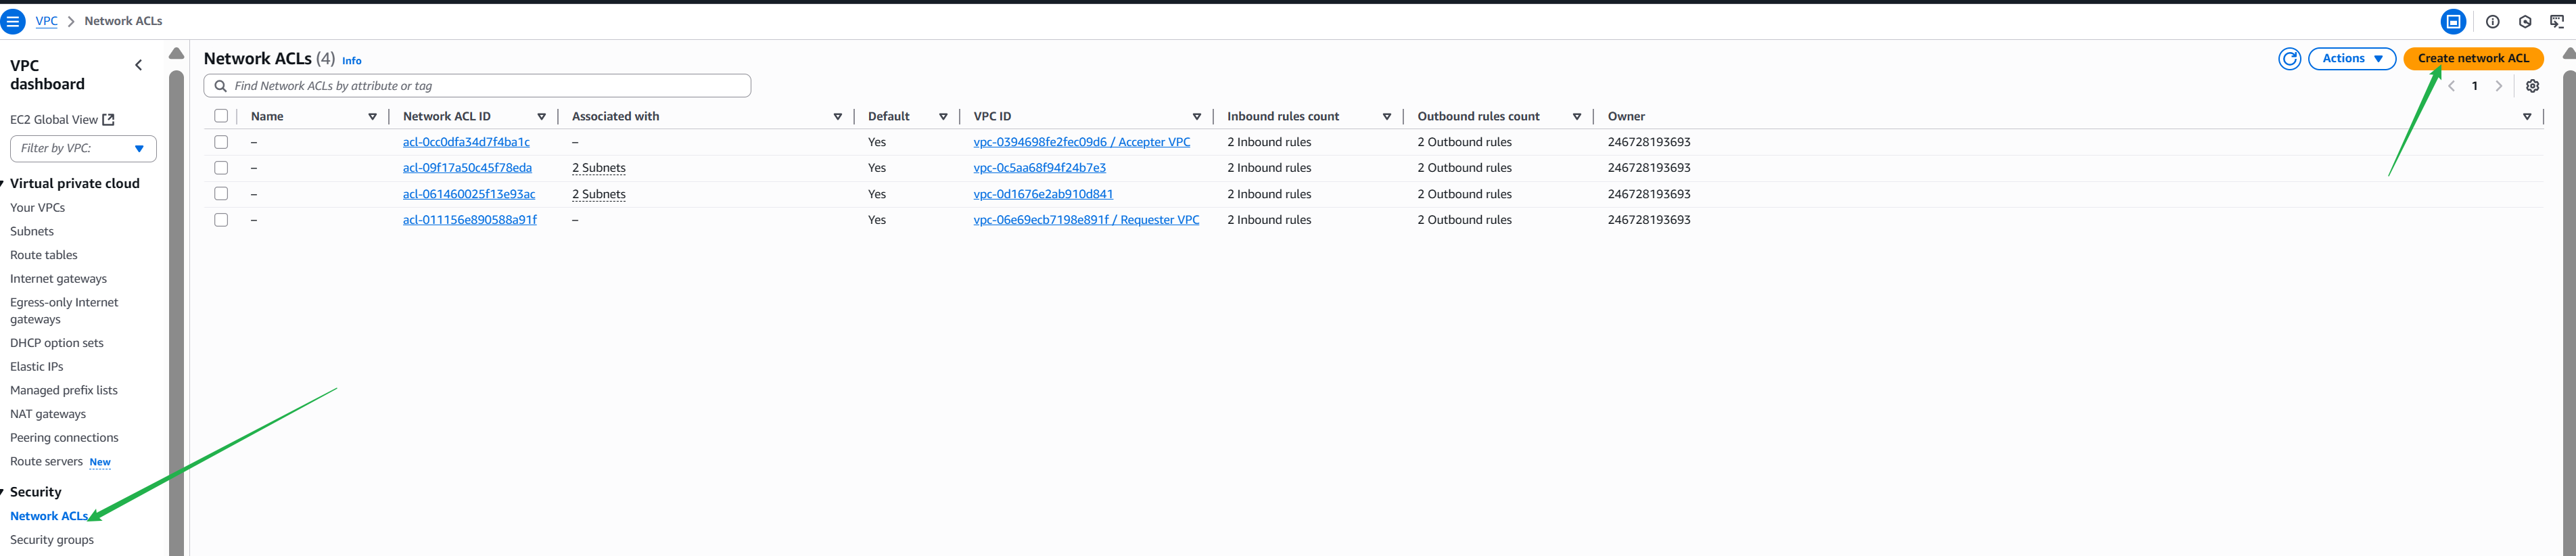 VPC > Network ACLs
VPC dashboard
EC2 Global View
Filter by VPC:
Virtual private cloud
Your VPCs
Subnets
Route tables
Internet gateways
Egress-only Internet gateways
DHCP option sets
Elastic IPs
Managed prefix lists
NAT gateways
Peering connections
Route servers New
Security
Network ACLs
Security groups
Network ACLs (4) Info
Actions
Create network ACL
Find Network ACLs by attribute or tag
1
Name Network ACL ID Associated with Default VPC ID Inbound rules count Outbound rules count Owner
– acl-0cc0dfa34d7f4ba1c – Yes vpc-0394698fe2fec09d6 / Accepter VPC 2 Inbound rules 2 Outbound rules 246728193693
– acl-09f17a50c45f78eda 2 Subnets Yes vpc-0c5aa68f94f24b7e3 2 Inbound rules 2 Outbound rules 246728193693
– acl-061460025f13e93ac 2 Subnets Yes vpc-0d1676e2ab910d841 2 Inbound rules 2 Outbound rules 246728193693
– acl-011156e890588a91f – Yes vpc-06e69ecb7198e891f / Requester VPC 2 Inbound rules 2 Outbound rules 246728193693